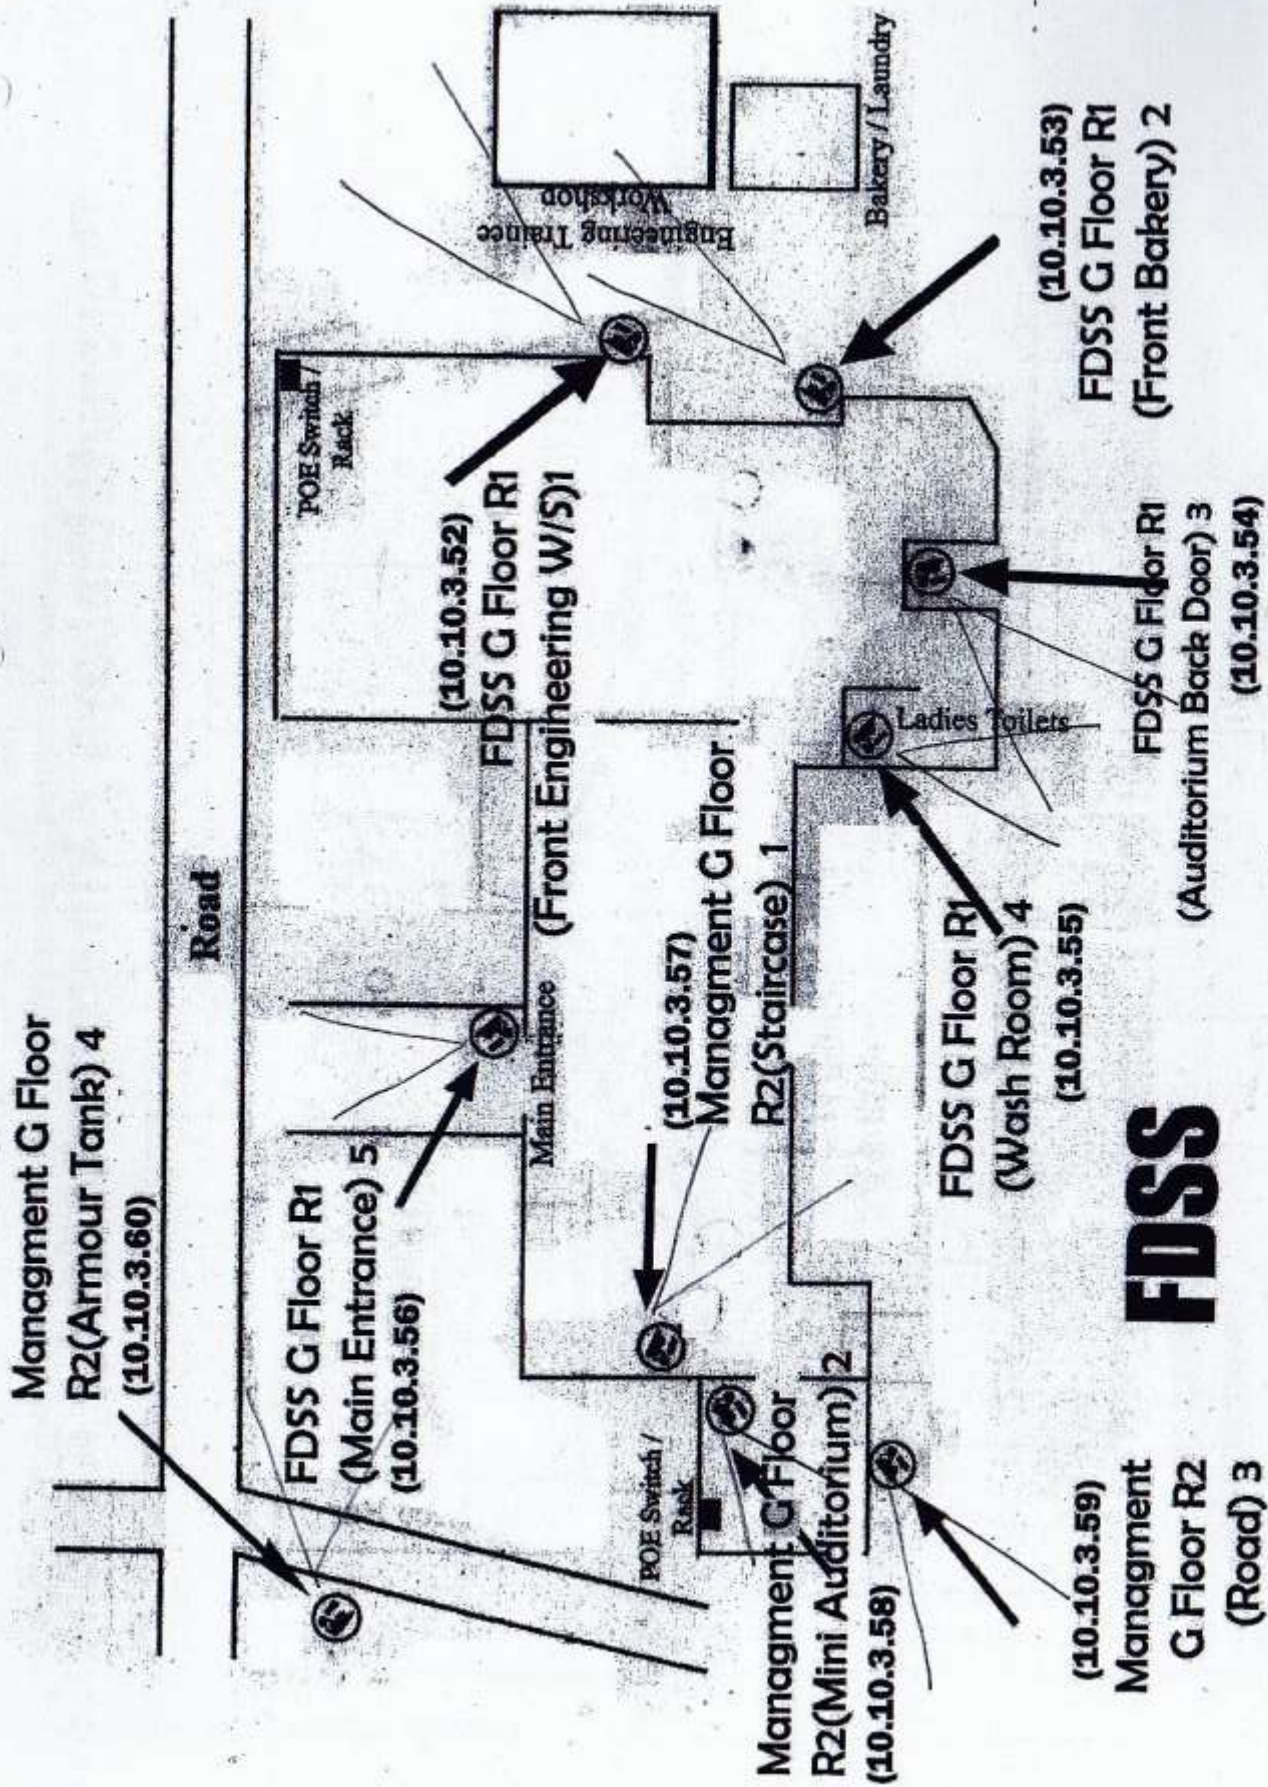 Managment G Floor
R2(Armour Tank) 4
(10.10.3.60)
Road
FDSS G Floor R1
(Main Entrance) 5
(10.10.3.56)
Main Entrance
POE Switch /
Rack
(10.10.3.52)
FDSS G Floor R1
(Front Engineering W/S)1
Engineering Trainee
Workshop
Bakery / Laundry
(10.10.3.53)
FDSS G Floor R1
(Front Bakery) 2
(10.10.3.57)
Managment G Floor
R2(Staircase) 1
Ladies Toilets
FDSS G Floor R1
(Wash Room) 4
(10.10.3.55)
FDSS G Floor R1
(Auditorium Back Door) 3
(10.10.3.54)
POE Switch /
Rack
Managment G Floor
R2(Mini Auditorium) 2
(10.10.3.58)
(10.10.3.59)
Managment
G Floor R2
(Road) 3
FDSS